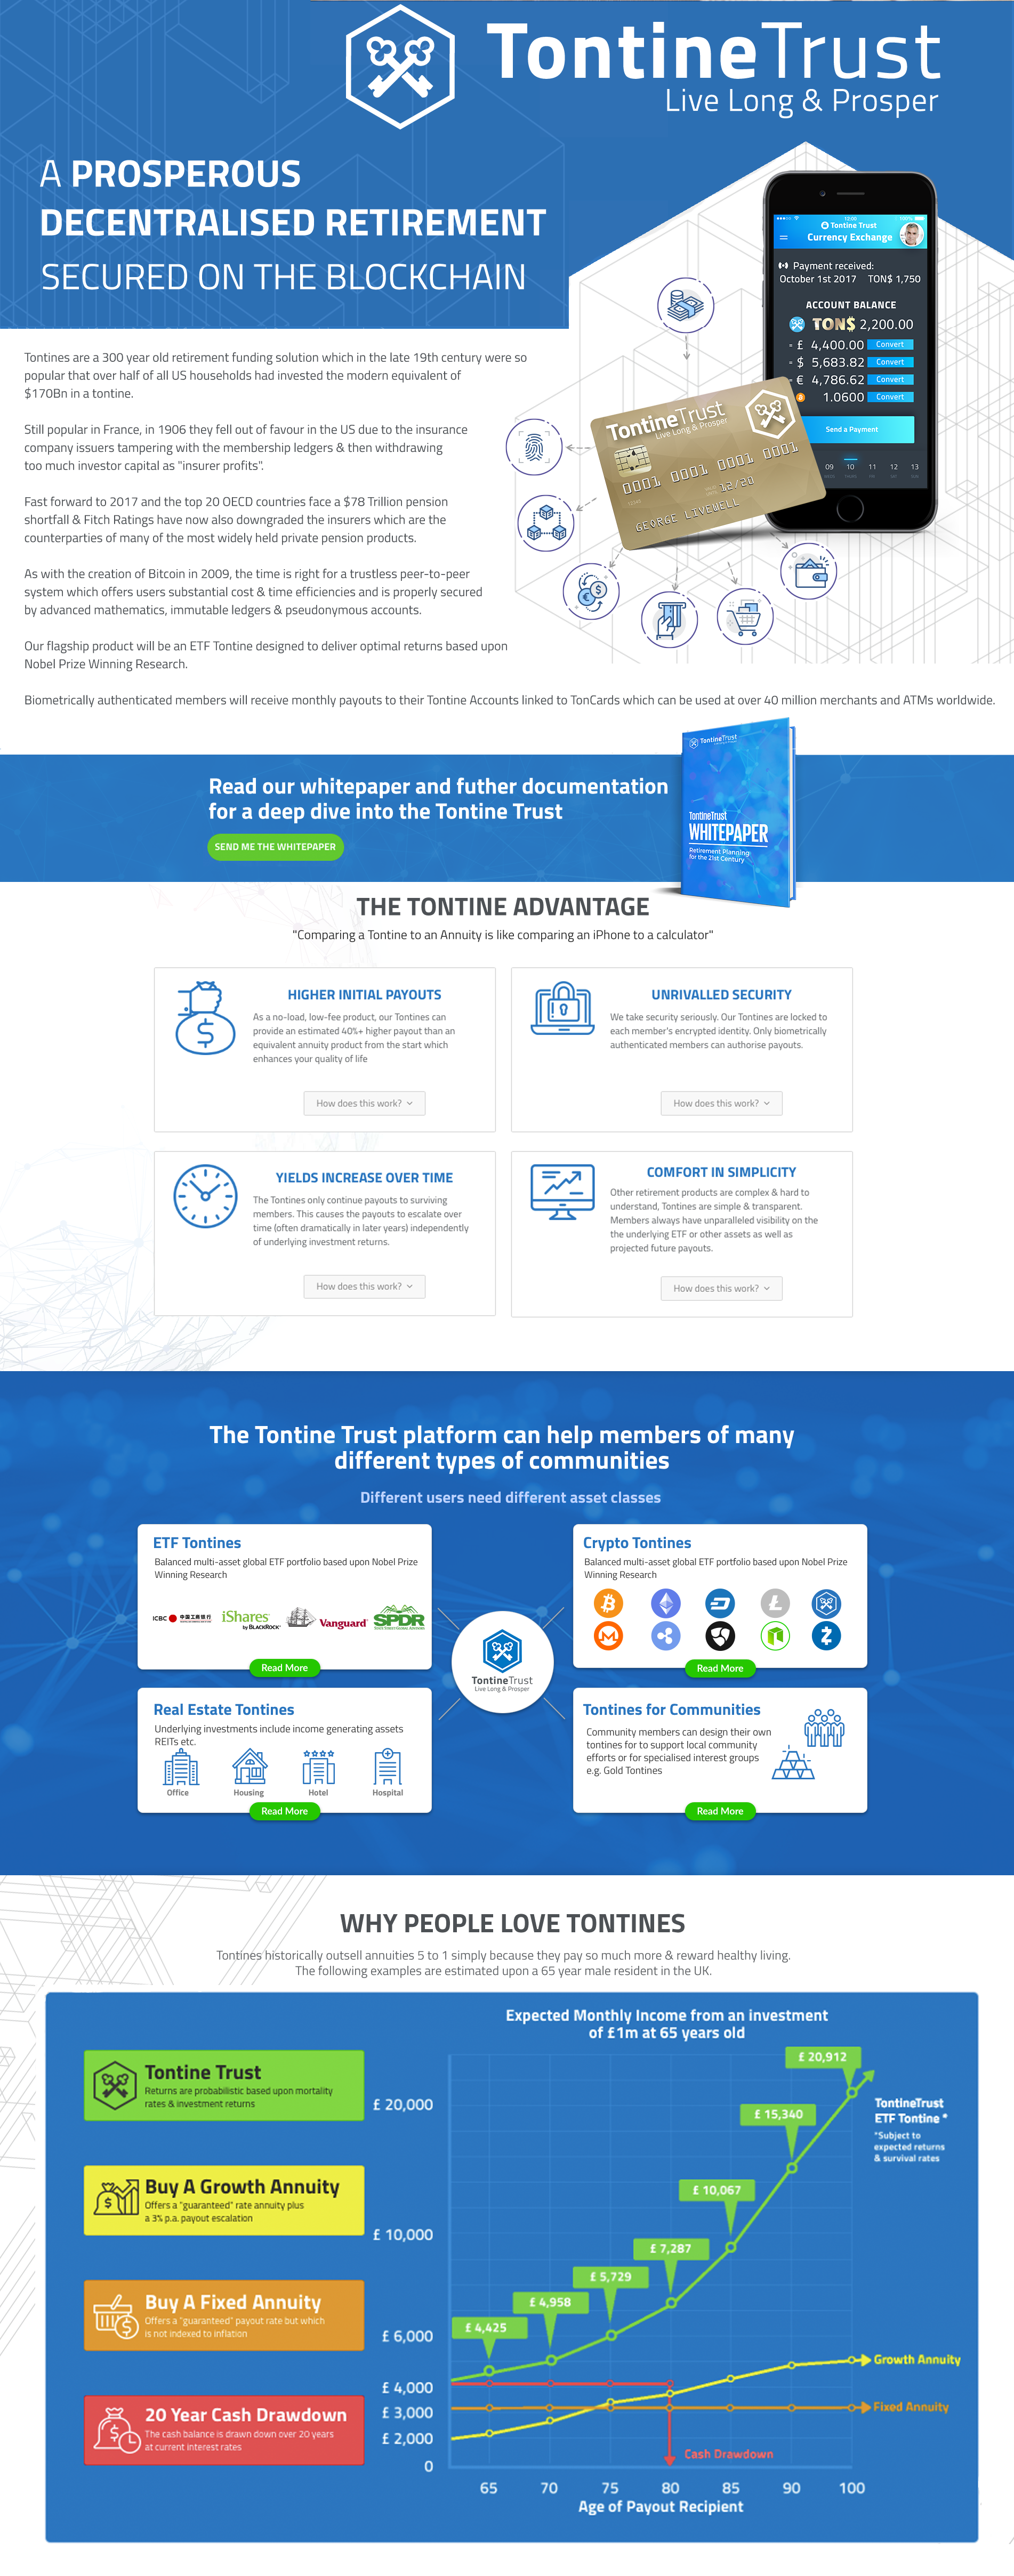 TontineTrust
Live Long & Prosper
A PROSPEROUS
DECENTRALISED RETIREMENT
SECURED ON THE BLOCKCHAIN
12:00
100%
Tontine Trust
Currency Exchange
Payment received:
October 1st 2017 TON$ 1,750
ACCOUNT BALANCE
TON$ 2,200.00
£ 4,400.00 Convert
$ 5,683.82 Convert
€ 4,786.62 Convert
1.0600 Convert
Send a Payment
09 10 11 12 13
TontineTrust
Live Long & Prosper
0001 0001 0001 0001
12/20
GEORGE LIVEWELL
Tontines are a 300 year old retirement funding solution which in the late 19th century were so
popular that over half of all US households had invested the modern equivalent of
$170Bn in a tontine.
Still popular in France, in 1906 they fell out of favour in the US due to the insurance
company issuers tampering with the membership ledgers & then withdrawing
too much investor capital as "insurer profits".
Fast forward to 2017 and the top 20 OECD countries face a $78 Trillion pension
shortfall & Fitch Ratings have now also downgraded the insurers which are the
counterparties of many of the most widely held private pension products.
As with the creation of Bitcoin in 2009, the time is right for a trustless peer-to-peer
system which offers users substantial cost & time efficiencies and is properly secured
by advanced mathematics, immutable ledgers & pseudonymous accounts.
Our flagship product will be an ETF Tontine designed to deliver optimal returns based upon
Nobel Prize Winning Research.
Biometrically authenticated members will receive monthly payouts to their Tontine Accounts linked to TonCards which can be used at over 40 million merchants and ATMs worldwide.
Read our whitepaper and futher documentation
for a deep dive into the Tontine Trust
SEND ME THE WHITEPAPER
TontineTrust
TontineTrust
WHITEPAPER
Retirement Planning
for the 21st Century
THE TONTINE ADVANTAGE
"Comparing a Tontine to an Annuity is like comparing an iPhone to a calculator"
HIGHER INITIAL PAYOUTS
As a no-load, low-fee product, our Tontines can
provide an estimated 40%+ higher payout than an
equivalent annuity product from the start which
enhances your quality of life
How does this work?
UNRIVALLED SECURITY
We take security seriously. Our Tontines are locked to
each member's encrypted identity. Only biometrically
authenticated members can authorise payouts.
How does this work?
YIELDS INCREASE OVER TIME
The Tontines only continue payouts to surviving
members. This causes the payouts to escalate over
time (often dramatically in later years) independently
of underlying investment returns.
How does this work?
COMFORT IN SIMPLICITY
Other retirement products are complex & hard to
understand, Tontines are simple & transparent.
Members always have unparalleled visibility on the
the underlying ETF or other assets as well as
projected future payouts.
How does this work?
The Tontine Trust platform can help members of many
different types of communities
Different users need different asset classes
ETF Tontines
Balanced multi-asset global ETF portfolio based upon Nobel Prize
Winning Research
ICBC 中国工商银行
iShares
by BLACKROCK
Vanguard
SPDR
STATE STREET GLOBAL ADVISORS
Read More
Crypto Tontines
Balanced multi-asset global ETF portfolio based upon Nobel Prize
Winning Research
Read More
TontineTrust
Live Long & Prosper
Real Estate Tontines
Underlying investments include income generating assets
REITs etc.
Office Housing Hotel Hospital
Read More
Tontines for Communities
Community members can design their own
tontines for to support local community
efforts or for specialised interest groups
e.g. Gold Tontines
Read More
WHY PEOPLE LOVE TONTINES
Tontines historically outsell annuities 5 to 1 simply because they pay so much more & reward healthy living.
The following examples are estimated upon a 65 year male resident in the UK.
Expected Monthly Income from an investment
of £1m at 65 years old
Tontine Trust
Returns are probabilistic based upon mortality
rates & investment returns
Buy A Growth Annuity
Offers a "guaranteed" rate annuity plus
a 3% p.a. payout escalation
Buy A Fixed Annuity
Offers a "guaranteed" payout rate but which
is not indexed to inflation
20 Year Cash Drawdown
The cash balance is drawn down over 20 years
at current interest rates
£ 20,000
£ 10,000
£ 6,000
£ 4,000
£ 3,000
£ 2,000
0
£ 4,425
£ 4,958
£ 5,729
£ 7,287
£ 10,067
£ 15,340
£ 20,912
TontineTrust
ETF Tontine *
*Subject to
expected returns
& survival rates
Growth Annuity
Fixed Annuity
Cash Drawdown
65 70 75 80 85 90 100
Age of Payout Recipient